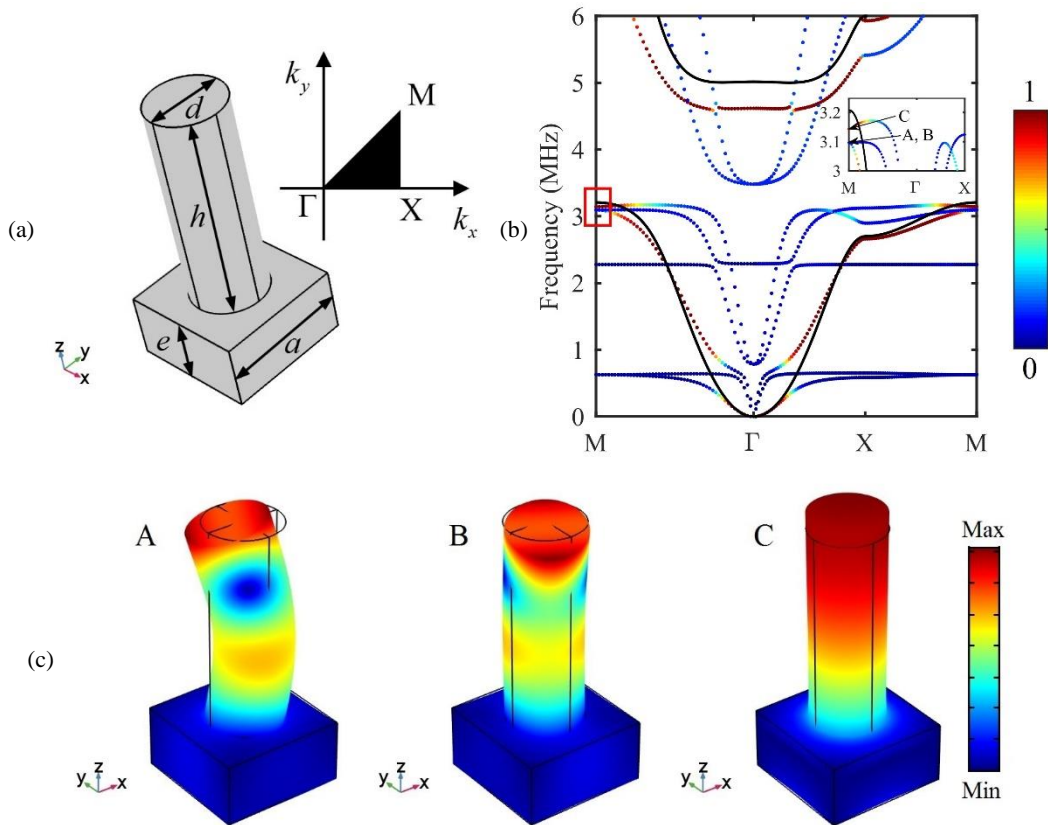 (a)
d
h
e
a
z
y
x
k_y
M
Γ
X
k_x
(b)
Frequency (MHz)
6
5
4
3
2
1
0
M
Γ
X
M
3.2
3.1
3
C
A, B
M
Γ
X
1
0
(c)
A
B
C
Max
Min
y
z
x
y
z
x
y
z
x